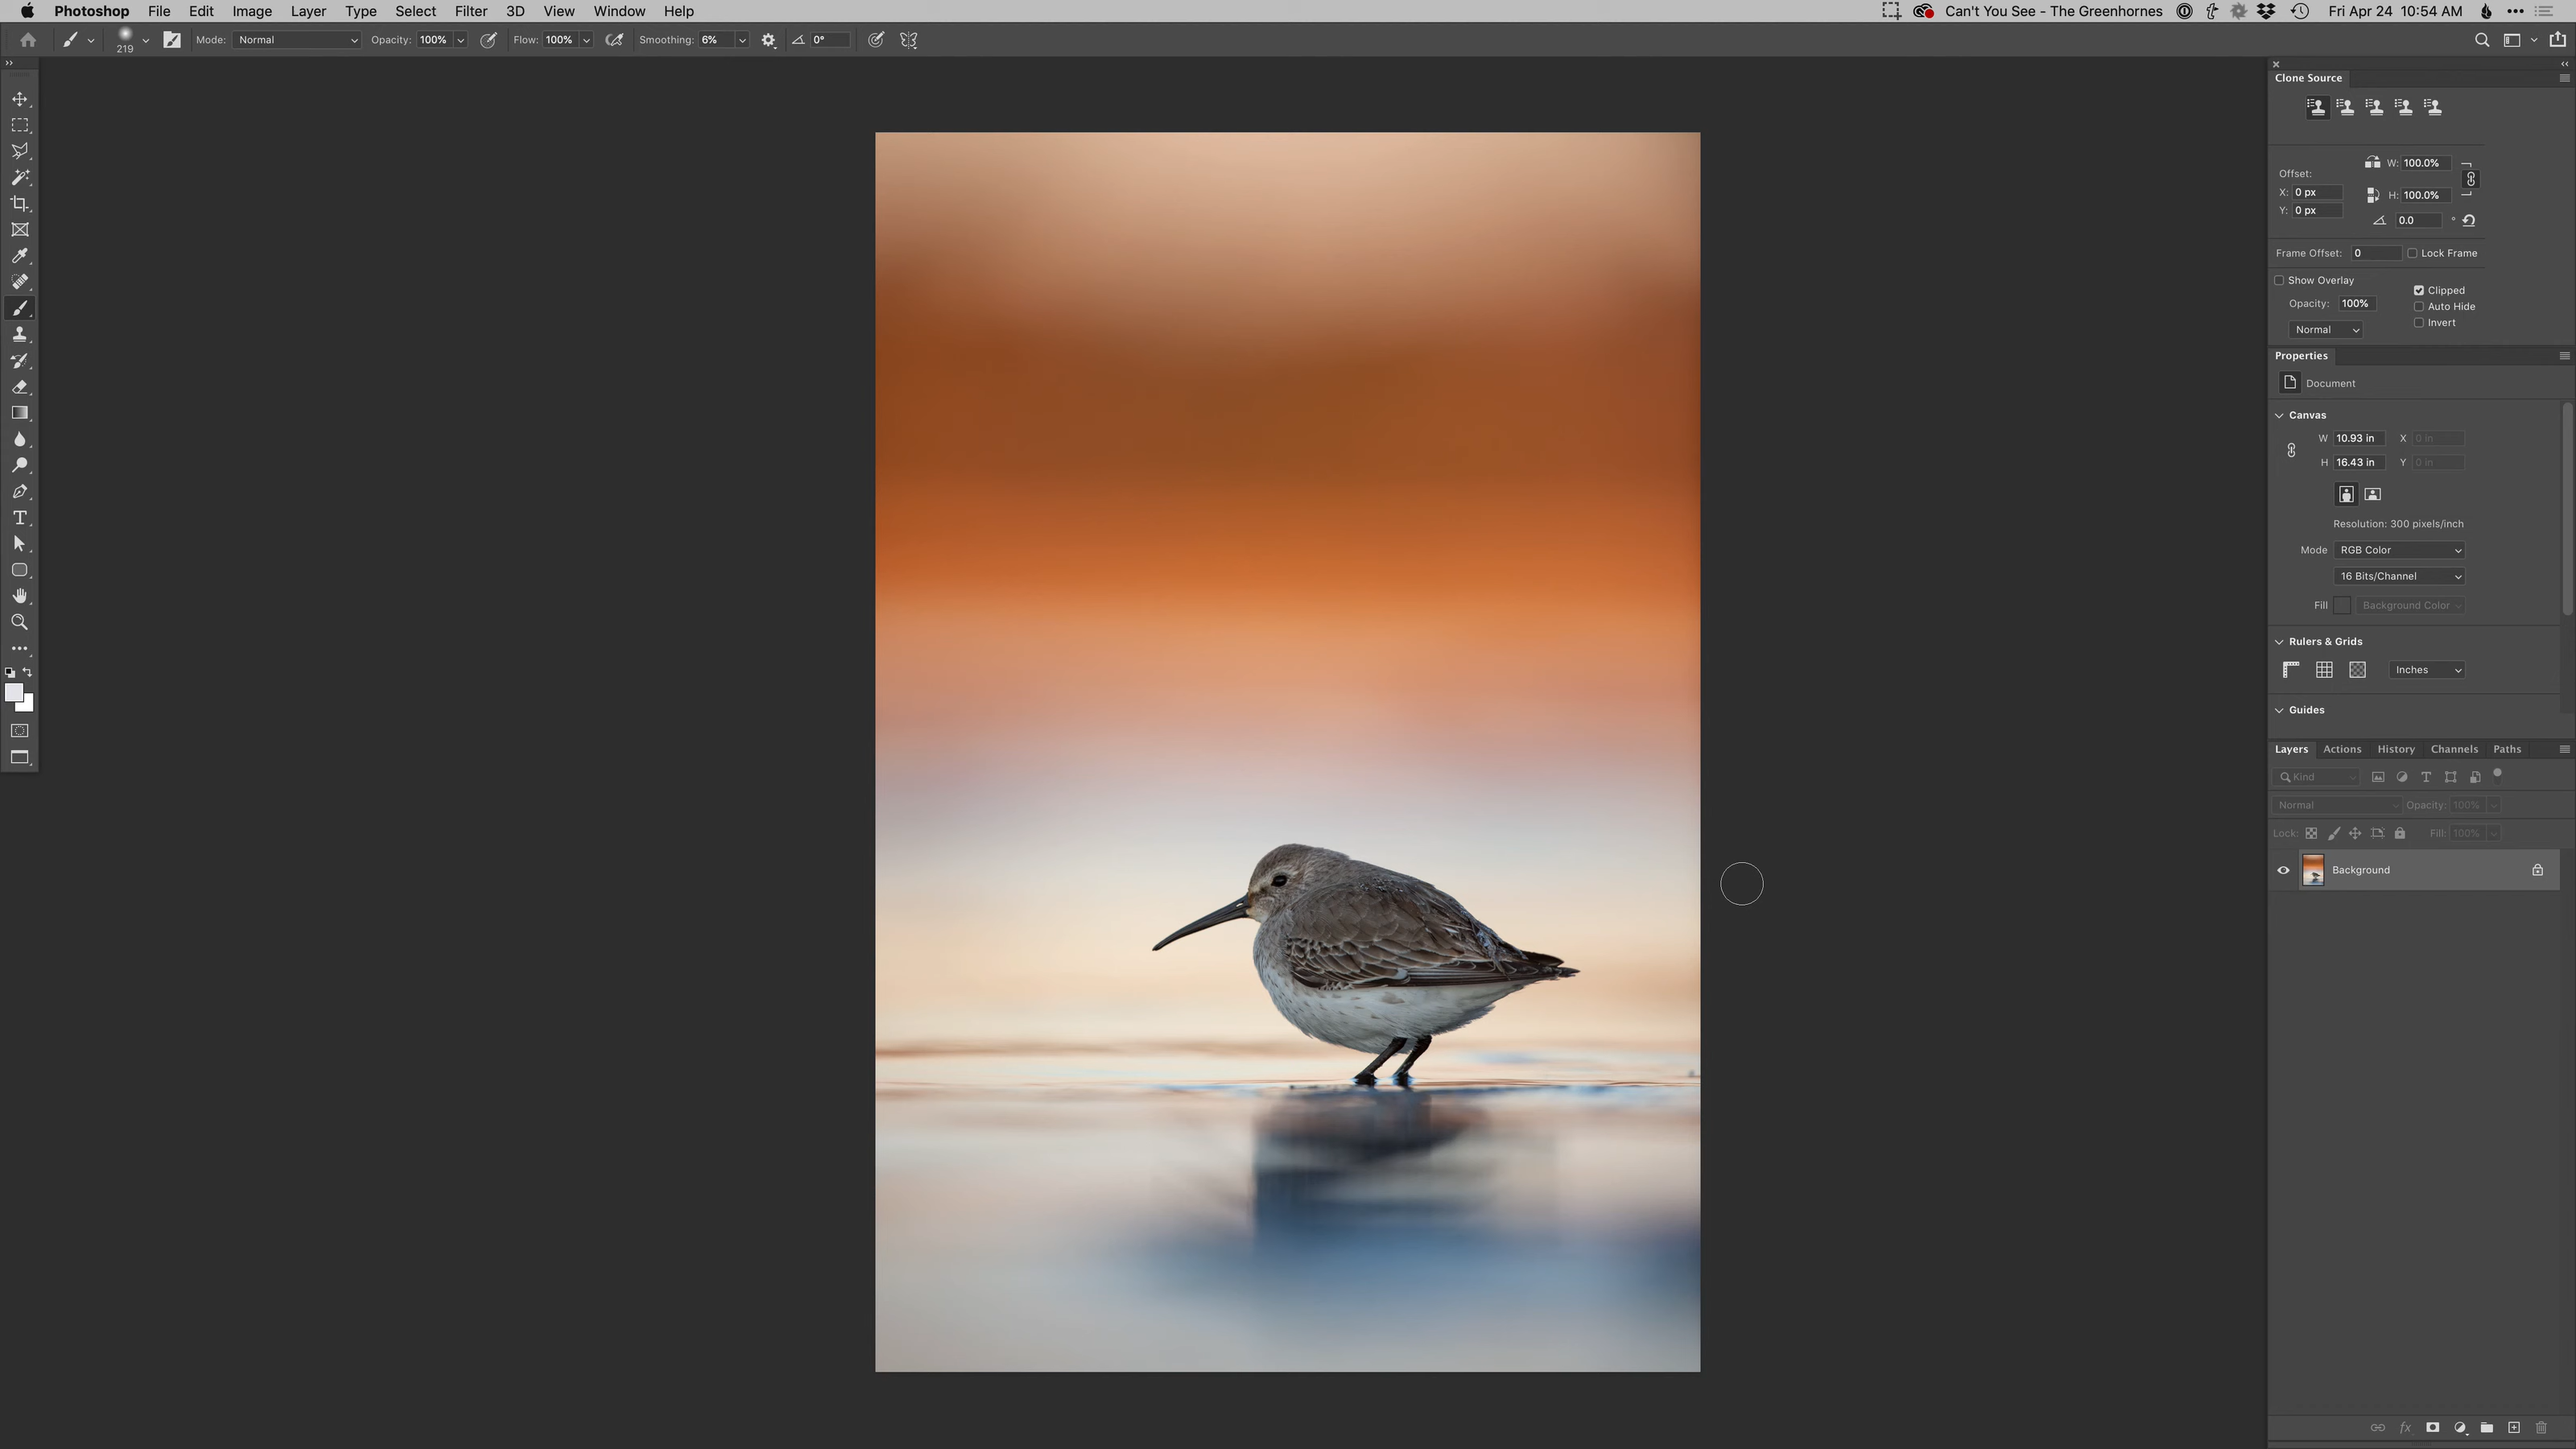 Photoshop File Edit Image Layer Type Select Filter 3D View Window Help Can't You See - The Greenhornes Fri Apr 24 10:54 AM
219 Mode: Normal Opacity: 100% Flow: 100% Smoothing: 6% 0°
Clone Source
W: 100.0%
Offset:
X: 0 px H: 100.0%
Y: 0 px 0.0 °
Frame Offset: 0 Lock Frame
Show Overlay Clipped
Opacity: 100% Auto Hide
Normal Invert
Properties
Document
Canvas
W 10.93 in X 0 in
H 16.43 in Y 0 in
Resolution: 300 pixels/inch
Mode RGB Color
16 Bits/Channel
Fill Background Color
Rulers & Grids
Inches
Guides
Layers Actions History Channels Paths
Kind
Normal Opacity: 100%
Lock: Fill: 100%
Background
fx